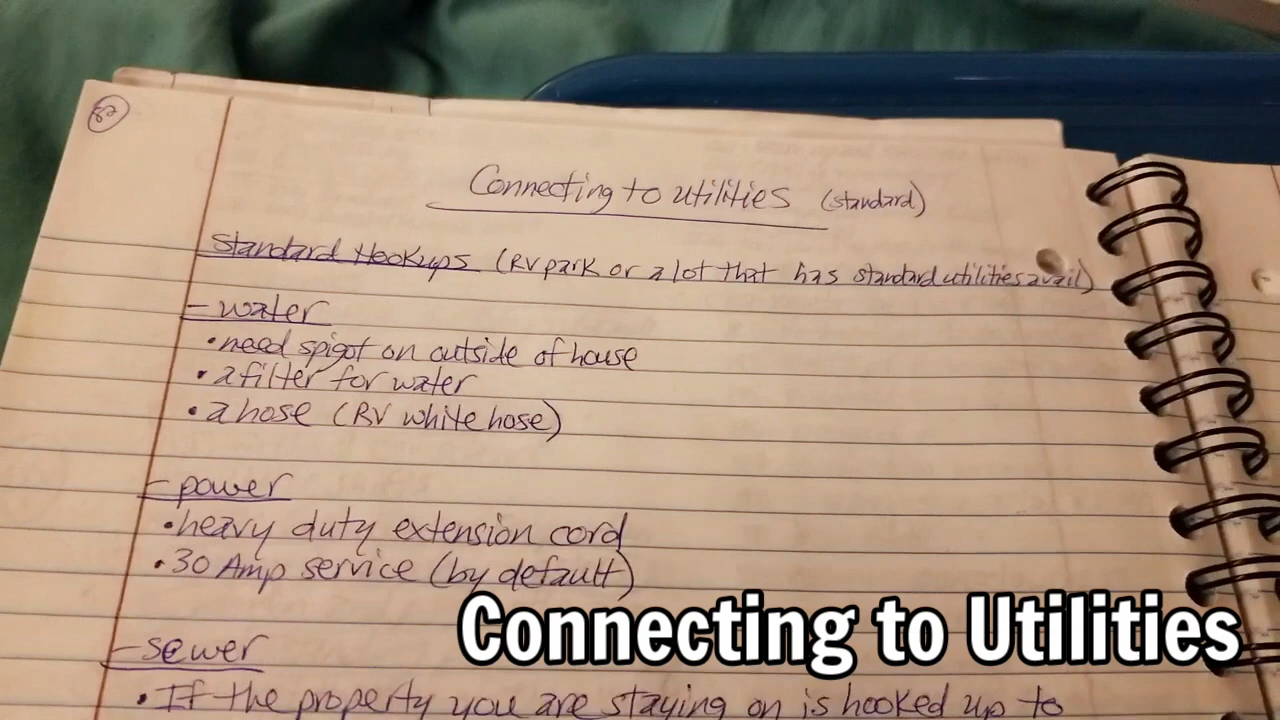 82
Connecting to utilities (standard)
Standard Hookups (RV park or a lot that has standard utilities avail)
- water
• need spigot on outside of house
• a filter for water
• a hose (RV white hose)
- power
• heavy duty extension cord
• 30 Amp service (by default)
- sewer
• If the property you are staying on is hooked up to
Connecting to Utilities